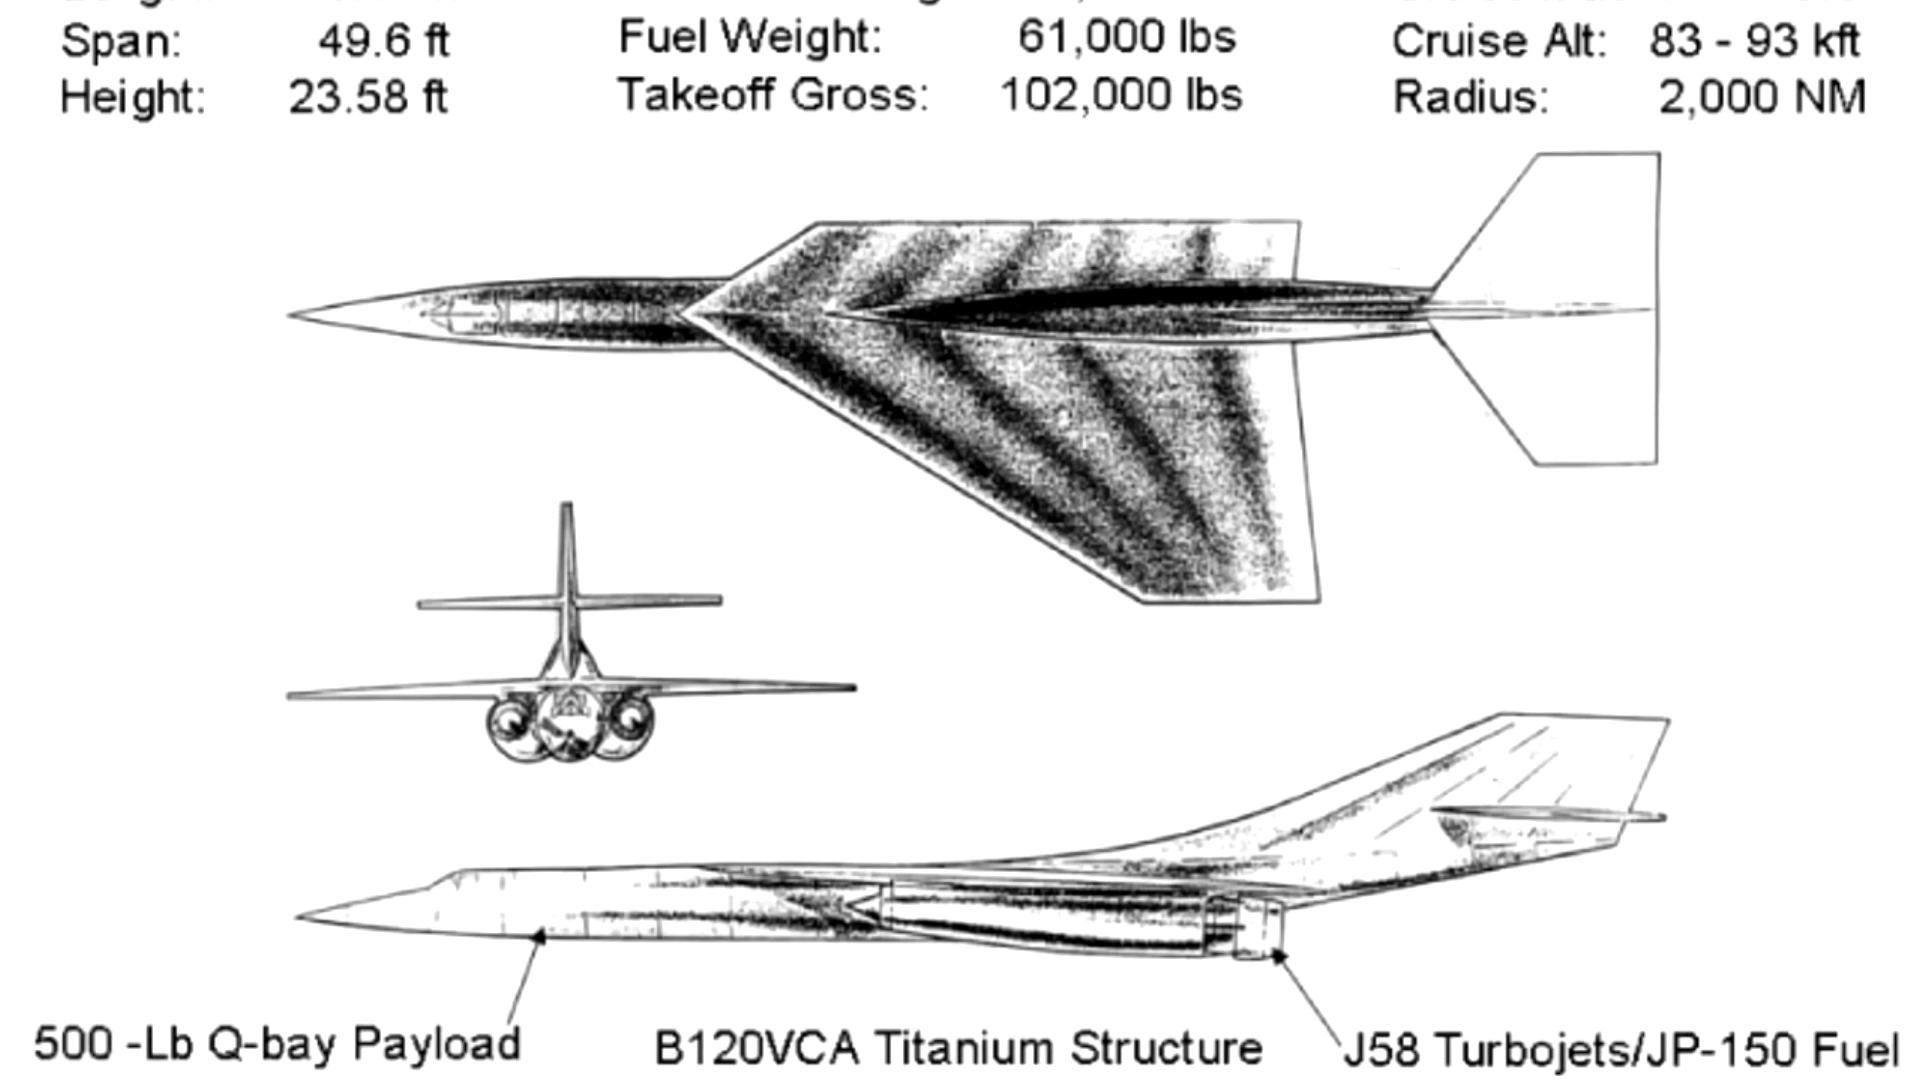 Span: 49.6 ft Fuel Weight: 61,000 lbs Cruise Alt: 83 - 93 kft
Height: 23.58 ft Takeoff Gross: 102,000 lbs Radius: 2,000 NM
500 -Lb Q-bay Payload B120VCA Titanium Structure J58 Turbojets/JP-150 Fuel